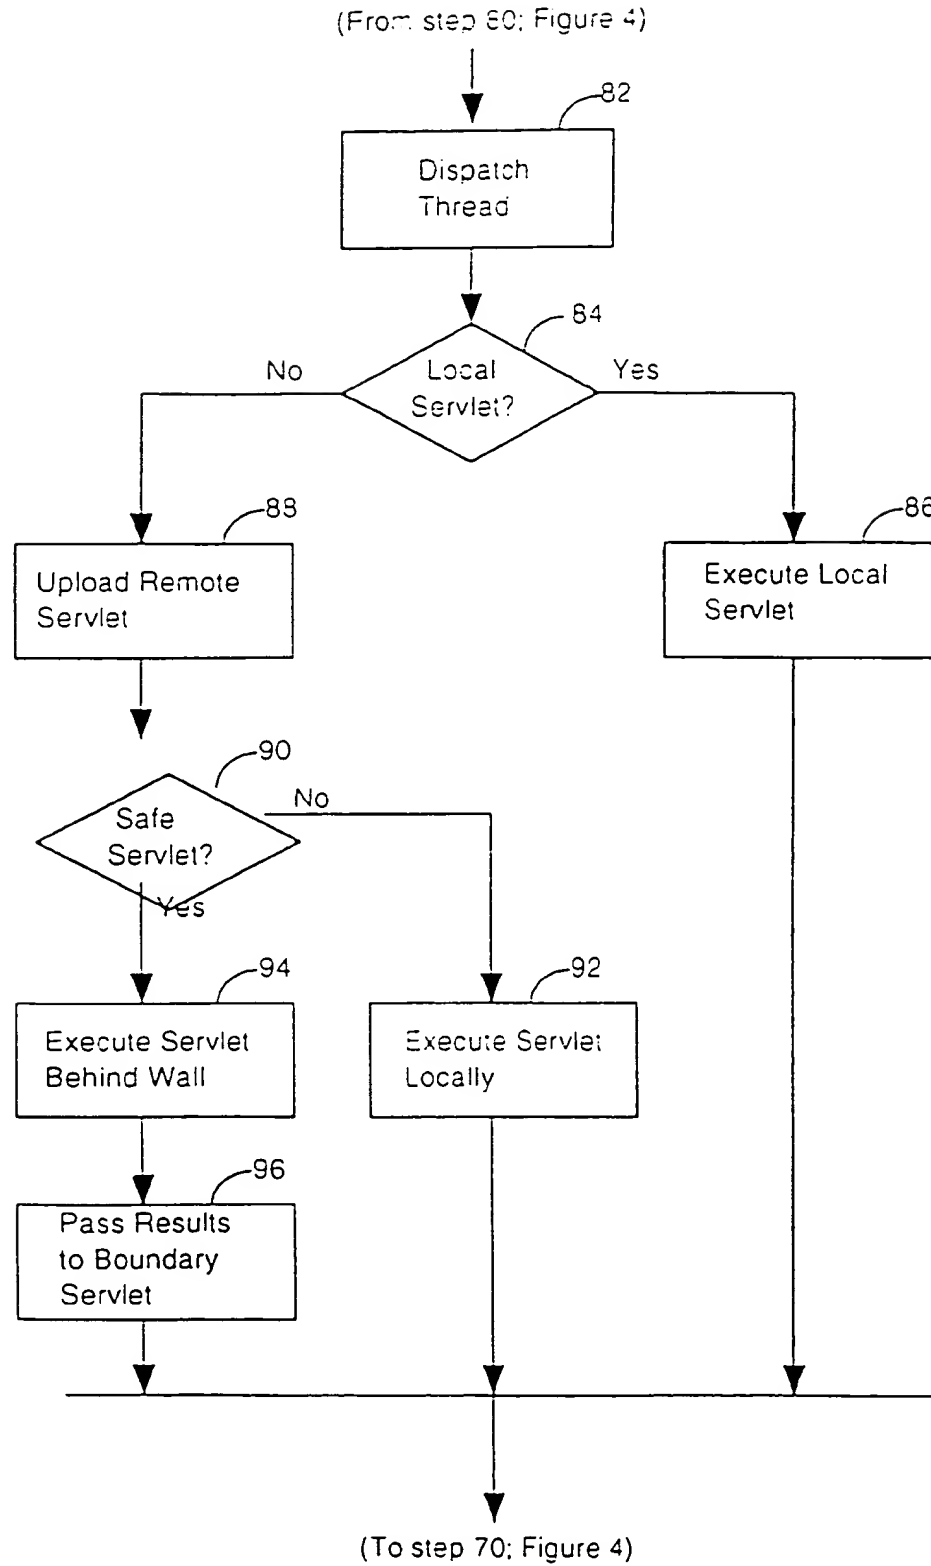 (From step 80; Figure 4)
82
Dispatch
Thread
84
No
Local
Servlet?
Yes
88
86
Upload Remote
Servlet
Execute Local
Servlet
90
No
Safe
Servlet?
Yes
94
92
Execute Servlet
Behind Wall
Execute Servlet
Locally
96
Pass Results
to Boundary
Servlet
(To step 70; Figure 4)